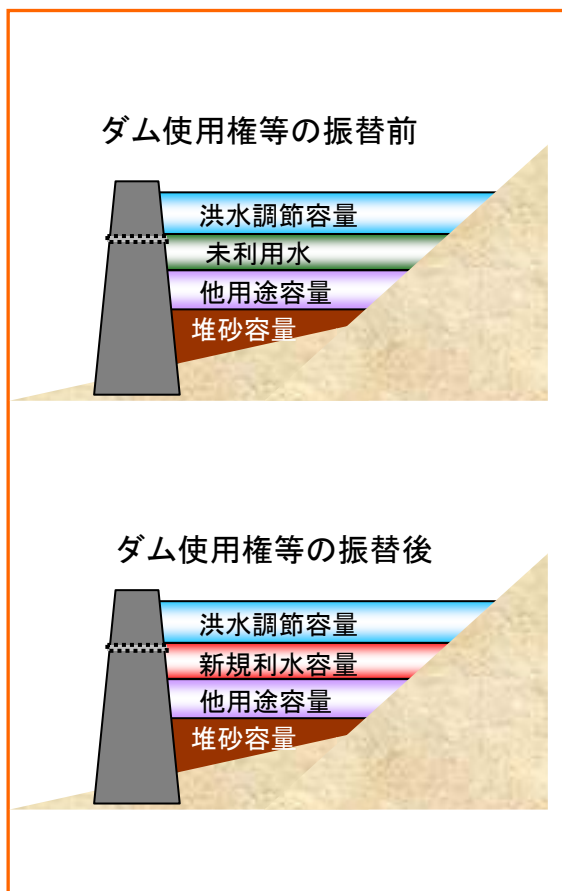 ダム使用権等の振替前
洪水調節容量
未利用水
他用途容量
堆砂容量
ダム使用権等の振替後
洪水調節容量
新規利水容量
他用途容量
堆砂容量